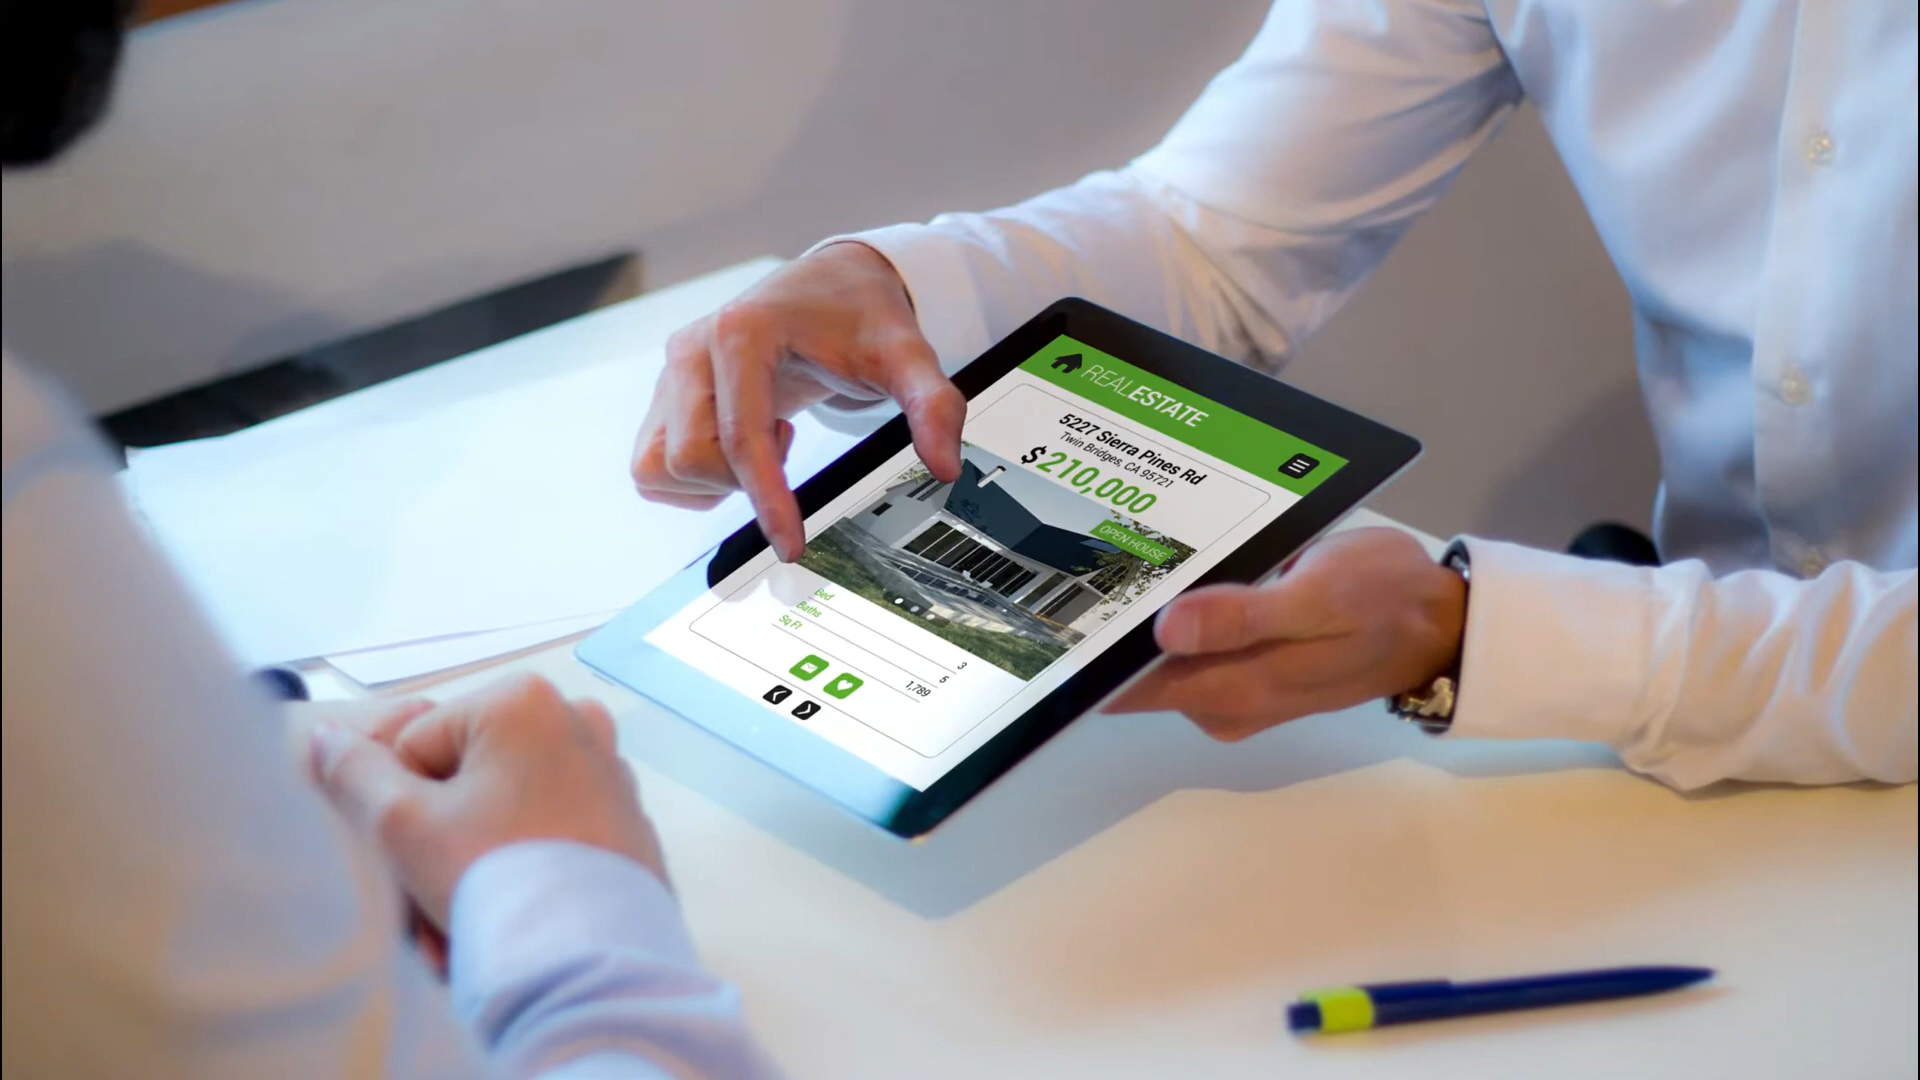 REALESTATE
5227 Sierra Pines Rd
Twin Bridges, CA 95721
$210,000
OPEN HOUSE
Bed 3
Baths 5
Sq Ft 1,789